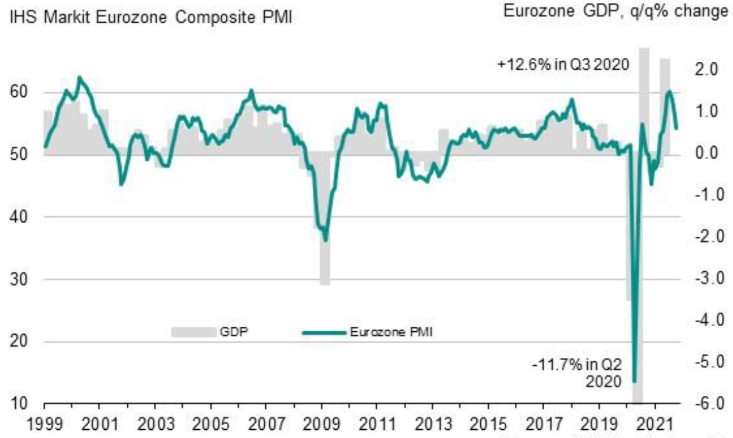 IHS Markit Eurozone Composite PMI
Eurozone GDP, q/q% change
+12.6% in Q3 2020
60
50
40
30
20
10
2.0
1.0
0.0
-1.0
-2.0
-3.0
-4.0
-5.0
-6.0
GDP
Eurozone PMI
-11.7% in Q2
2020
1999 2001 2003 2005 2007 2009 2011 2013 2015 2017 2019 2021